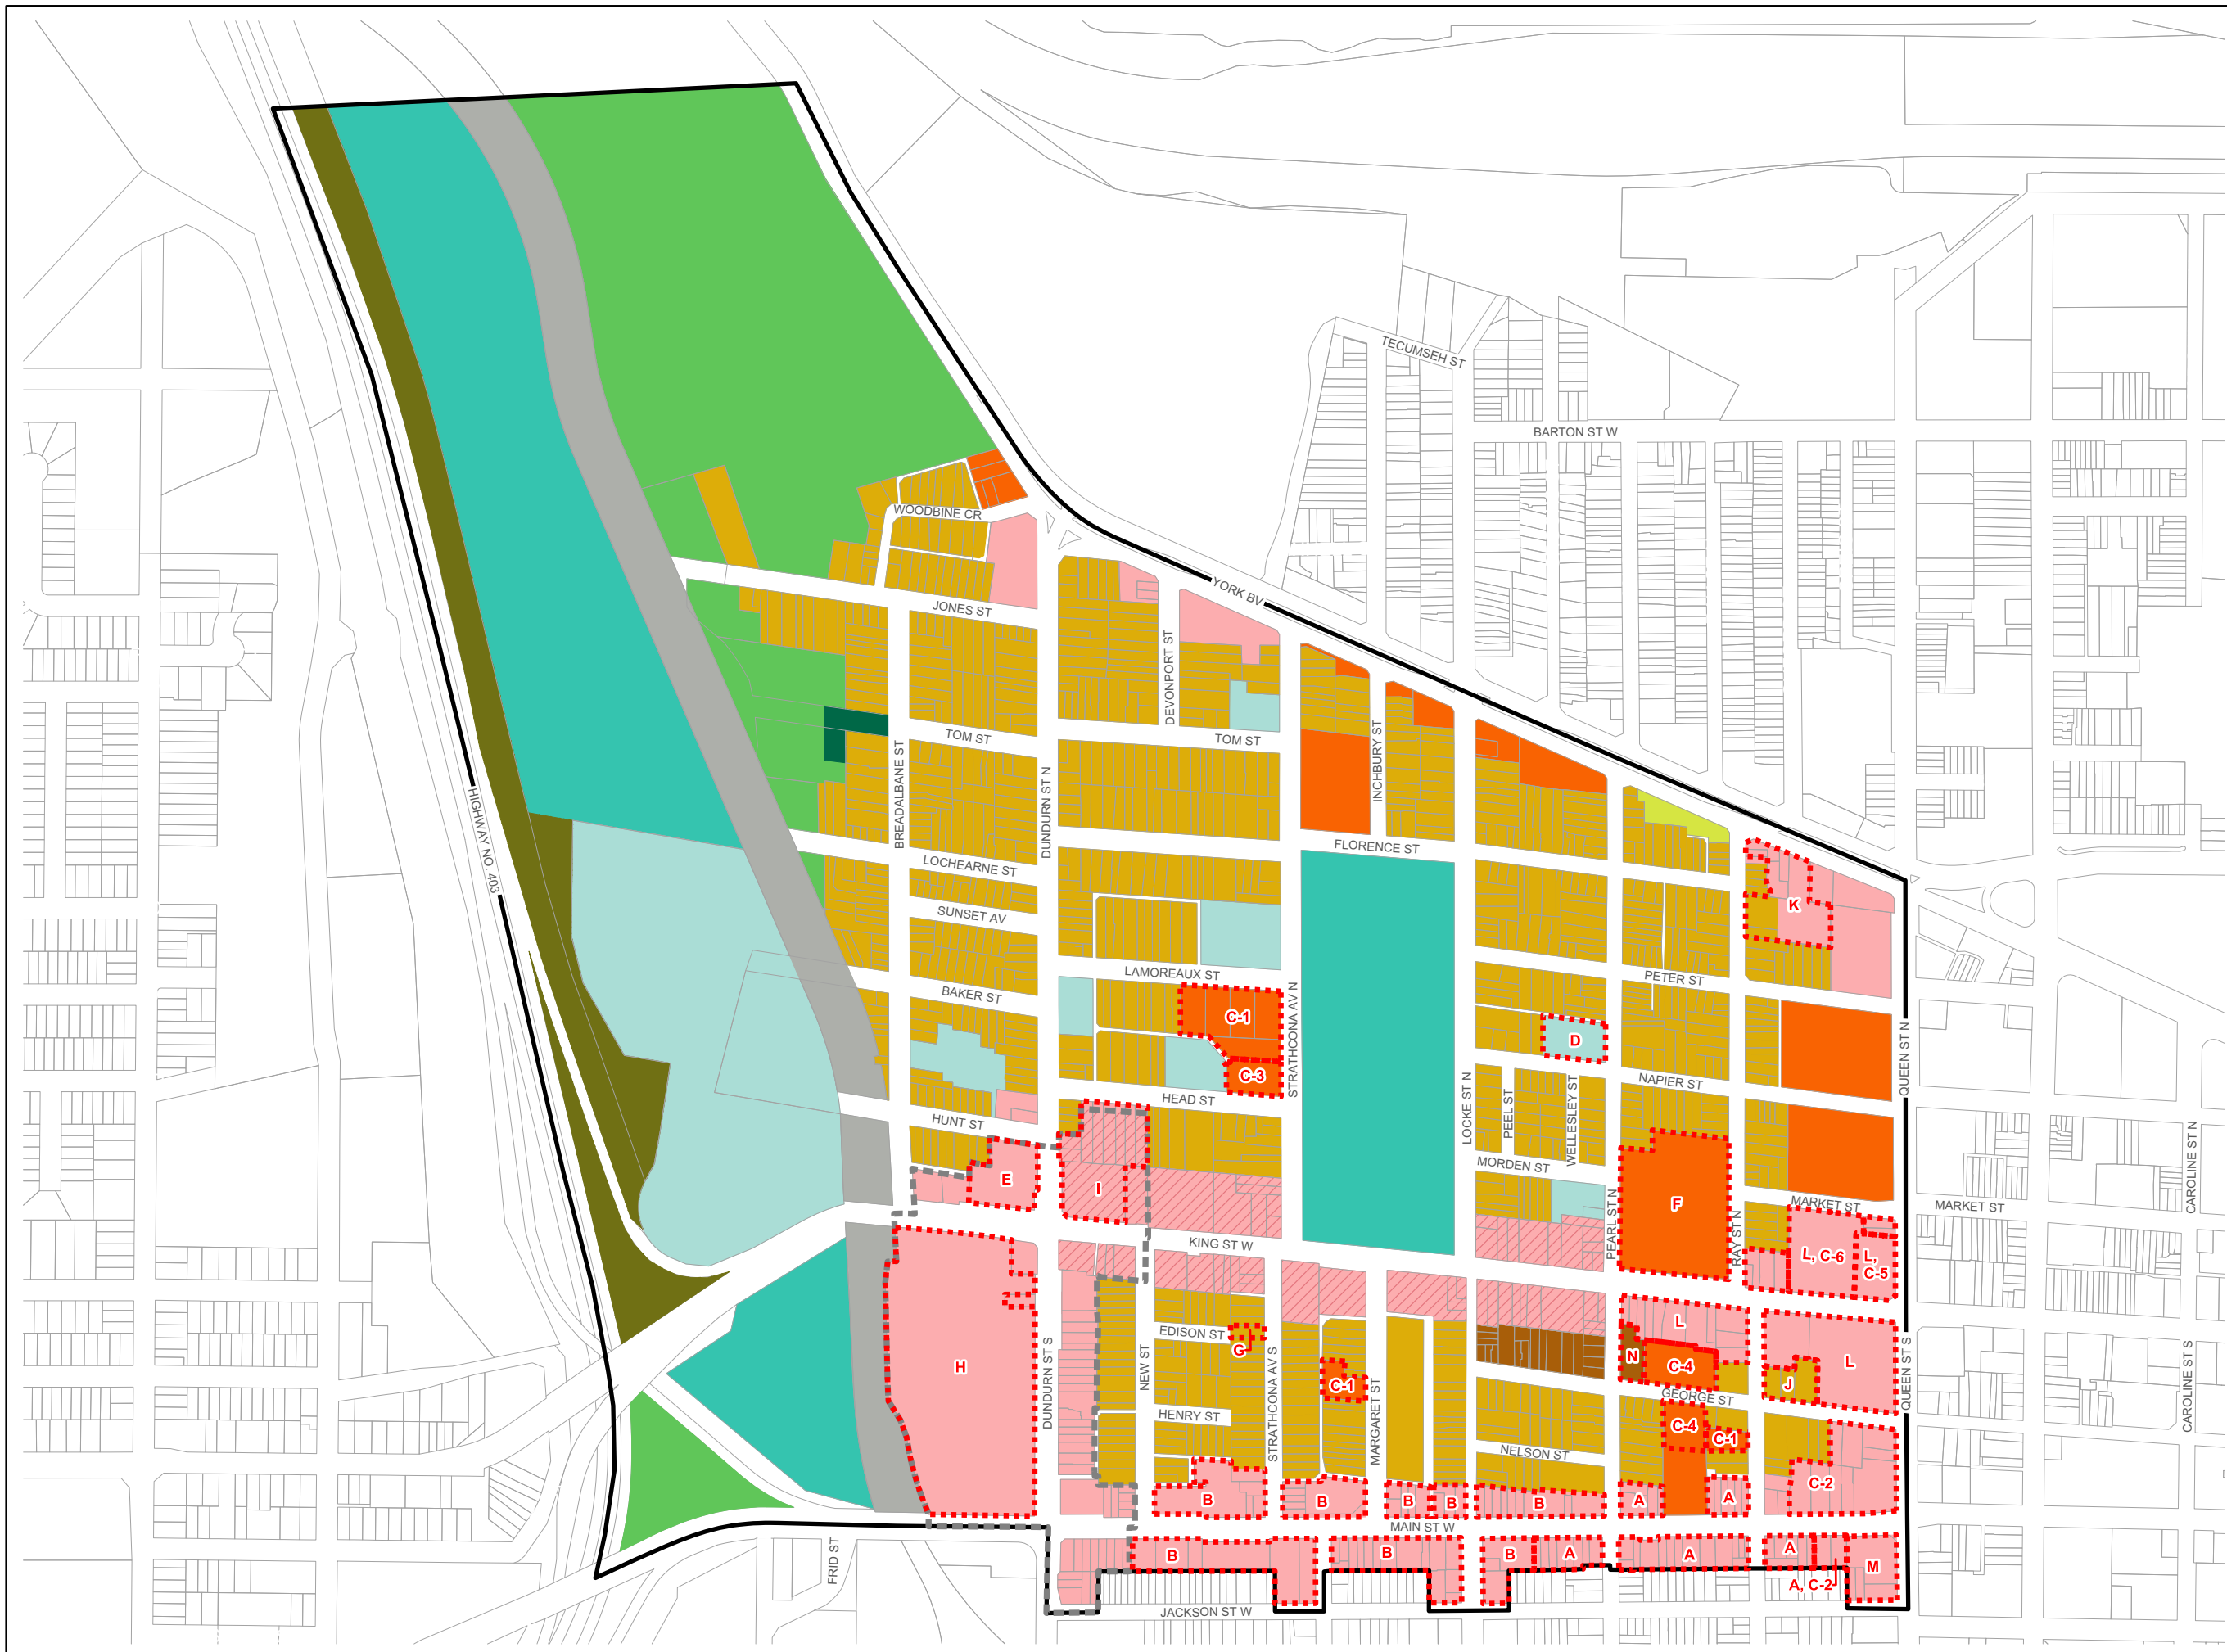 TECUMSEH ST
BARTON ST W
WOODBINE CR
YORK BV
JONES ST
DEVONPORT ST
TOM ST
TOM ST
INCHBURY ST
BREADALBANE ST
DUNDURN ST N
HIGHWAY NO. 403
FLORENCE ST
LOCHEARNE ST
SUNSET AV
K
LAMOREAUX ST
PETER ST
BAKER ST
C-1
STRATHCONA AV N
D
QUEEN ST N
C-3
NAPIER ST
HEAD ST
LOCKE ST N
PEEL ST
WELLESLEY ST
HUNT ST
MORDEN ST
CAROLINE ST N
E
I
F
MARKET ST
MARKET ST
PEARL ST N
RAY ST N
KING ST W
L, C-6
L,
C-5
L
EDISON ST
G
N
C-4
L
H
DUNDURN ST S
NEW ST
STRATHCONA AV S
C-1
MARGARET ST
J
GEORGE ST
QUEEN ST S
CAROLINE ST S
HENRY ST
C-4
C-1
NELSON ST
C-2
B
B
B
B
B
A
A
MAIN ST W
FRID ST
B
B
B
A
A
A
M
A, C-2
JACKSON ST W